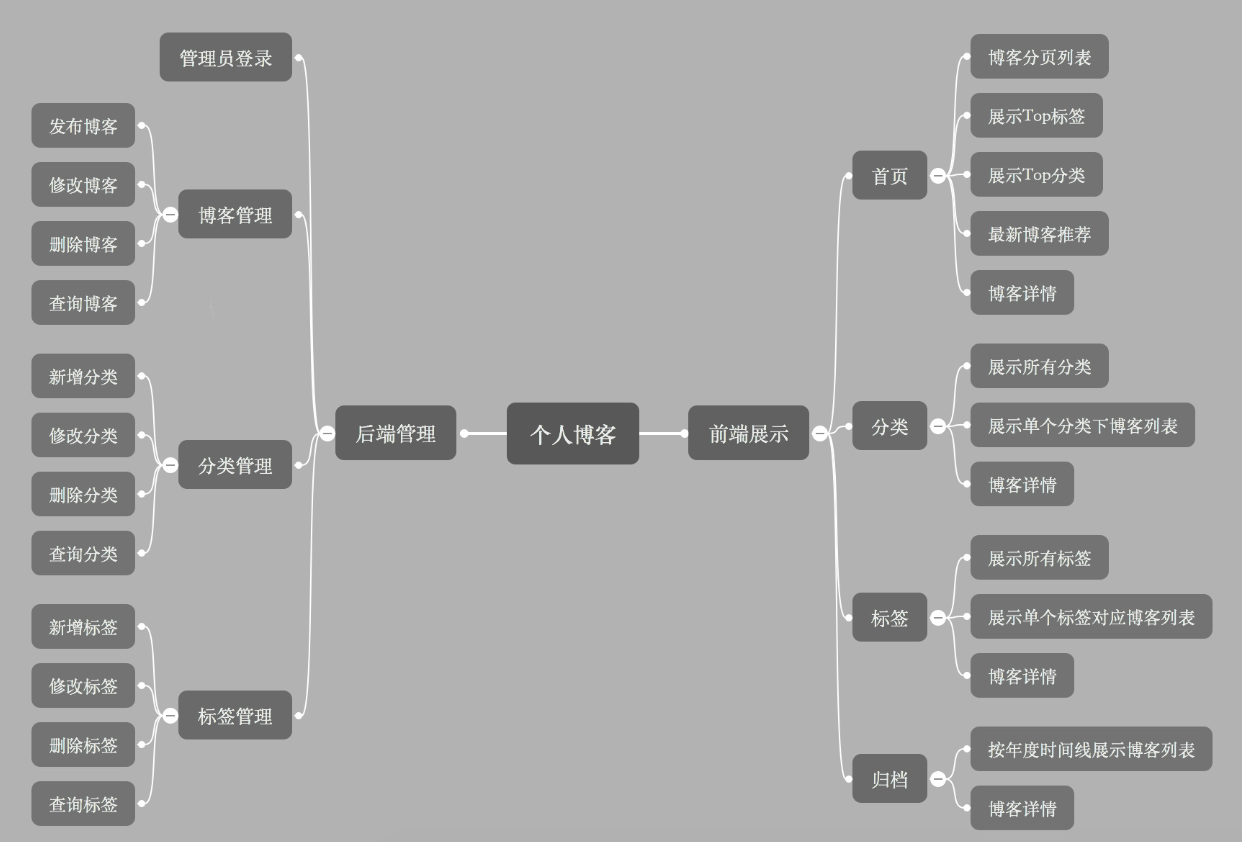 个人博客
后端管理
管理员登录
博客管理
发布博客
修改博客
删除博客
查询博客
分类管理
新增分类
修改分类
删除分类
查询分类
标签管理
新增标签
修改标签
删除标签
查询标签
前端展示
首页
博客分页列表
展示Top标签
展示Top分类
最新博客推荐
博客详情
分类
展示所有分类
展示单个分类下博客列表
博客详情
标签
展示所有标签
展示单个标签对应博客列表
博客详情
归档
按年度时间线展示博客列表
博客详情